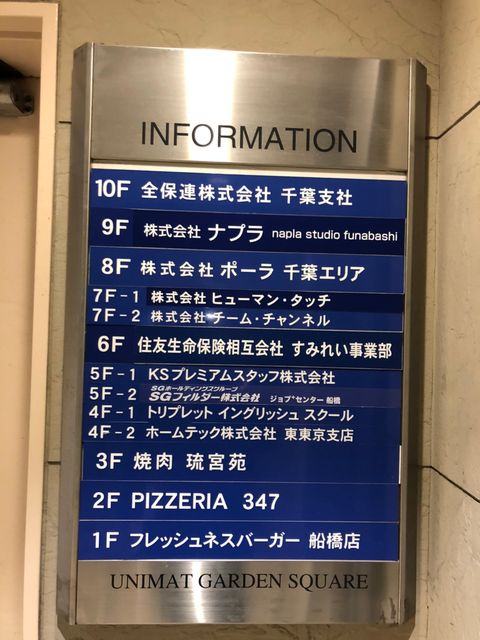 INFORMATION
10F 全保連株式会社 千葉支社
9F 株式会社 ナプラ napla studio funabashi
8F 株式会社 ポーラ 千葉エリア
7F-1 株式会社 ヒューマン・タッチ
7F-2 株式会社 チーム・チャンネル
6F 住友生命保険相互会社 すみれい事業部
5F-1 KSプレミアムスタッフ株式会社
SGホールディングスグループ
5F-2 SGフィルダー株式会社 ジョブ+センター 船橋
4F-1 トリプレット イングリッシュ スクール
4F-2 ホームテック株式会社 東東京支店
3F 焼肉 琉宮苑
2F PIZZERIA 347
1F フレッシュネスバーガー 船橋店
UNIMAT GARDEN SQUARE